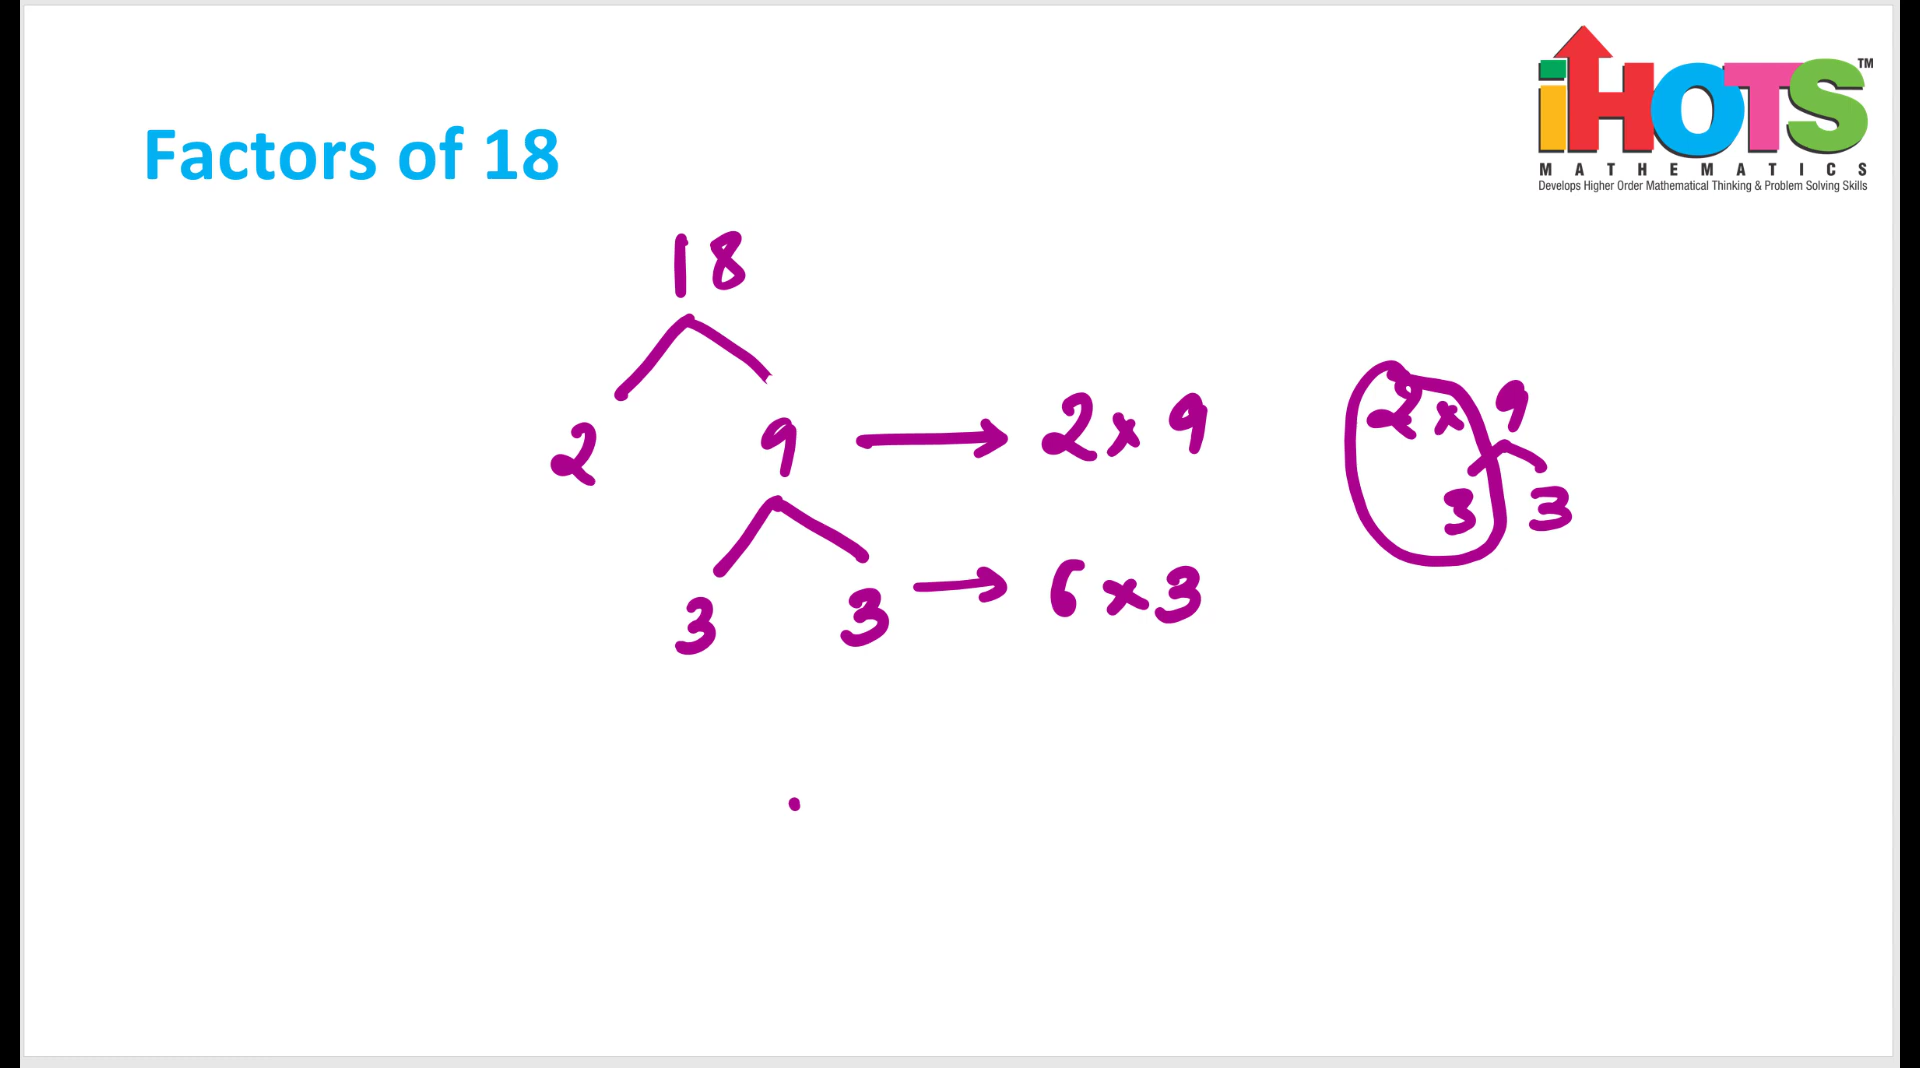 iHOTS™
MATHEMATICS
Develops Higher Order Mathematical Thinking & Problem Solving Skills
Factors of 18
18
2 9 → 2 × 9
3 3 → 6 × 3
2 × 9
3 3